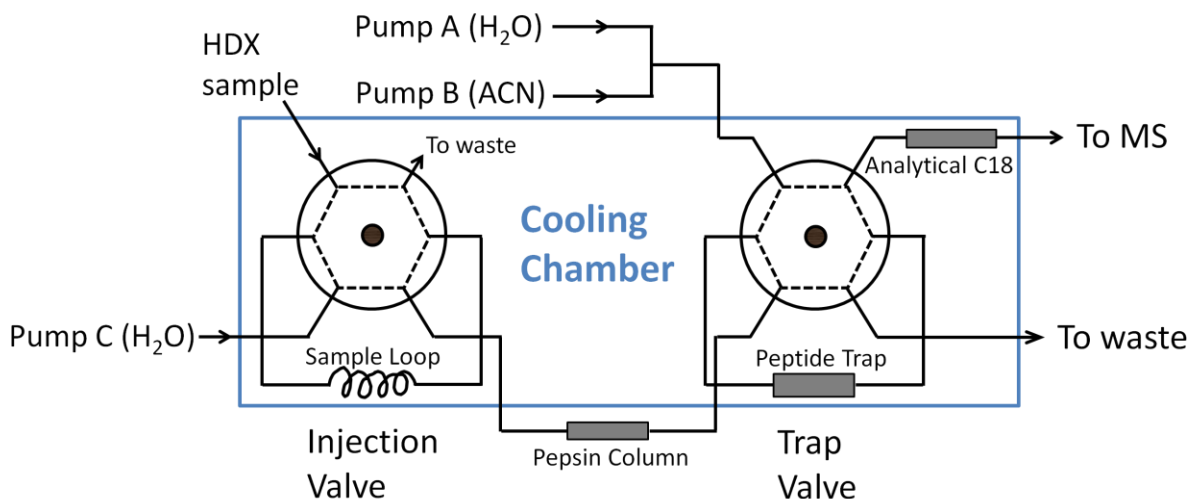 Pump A (H₂O)
HDX
sample
Pump B (ACN)
To waste
To MS
Analytical C18
Cooling
Chamber
Pump C (H₂O)
Sample Loop
Peptide Trap
To waste
Injection
Valve
Pepsin Column
Trap
Valve